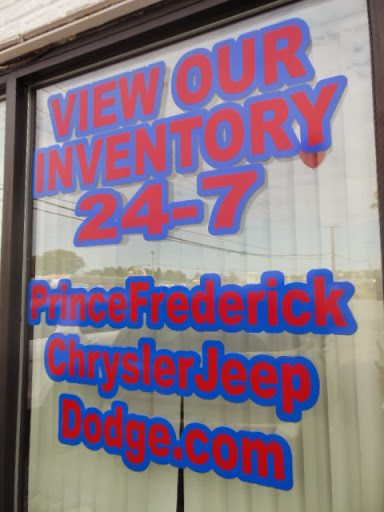 VIEW OUR
INVENTORY
24-7
PrinceFrederick
ChryslerJeep
Dodge.com